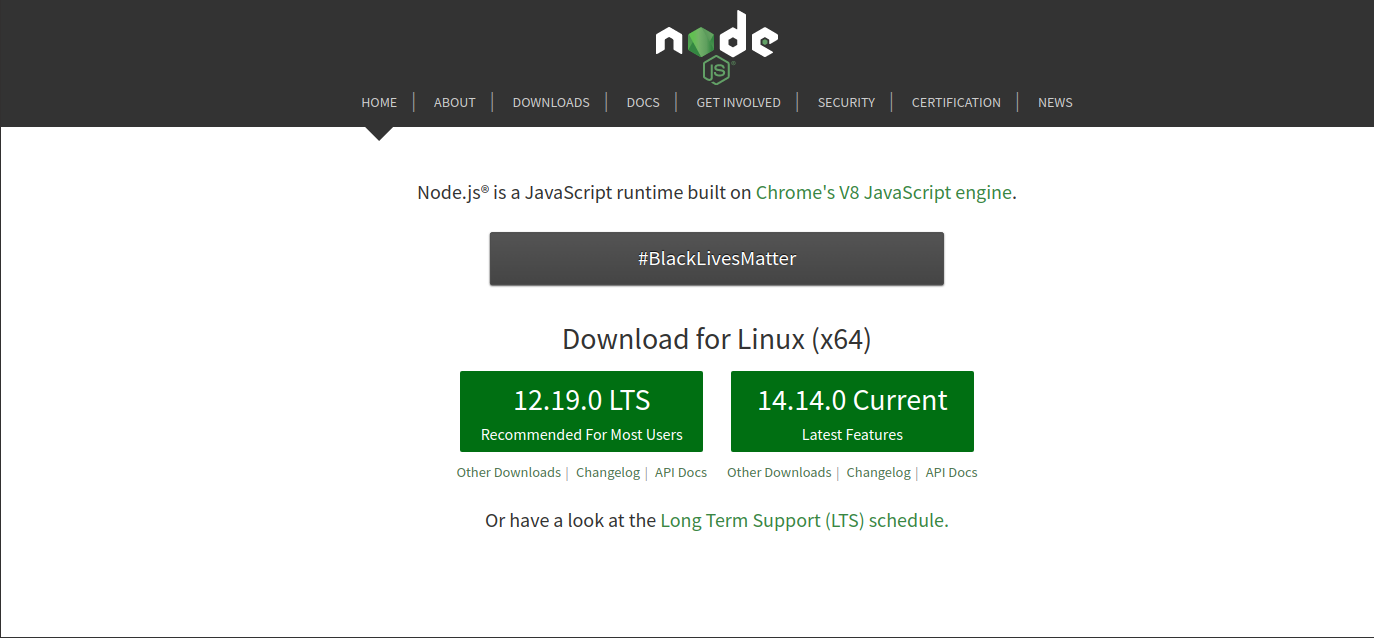 node
JS®
HOME | ABOUT | DOWNLOADS | DOCS | GET INVOLVED | SECURITY | CERTIFICATION | NEWS
Node.js® is a JavaScript runtime built on Chrome's V8 JavaScript engine.
#BlackLivesMatter
Download for Linux (x64)
12.19.0 LTS 14.14.0 Current
Recommended For Most Users Latest Features
Other Downloads | Changelog | API Docs Other Downloads | Changelog | API Docs
Or have a look at the Long Term Support (LTS) schedule.